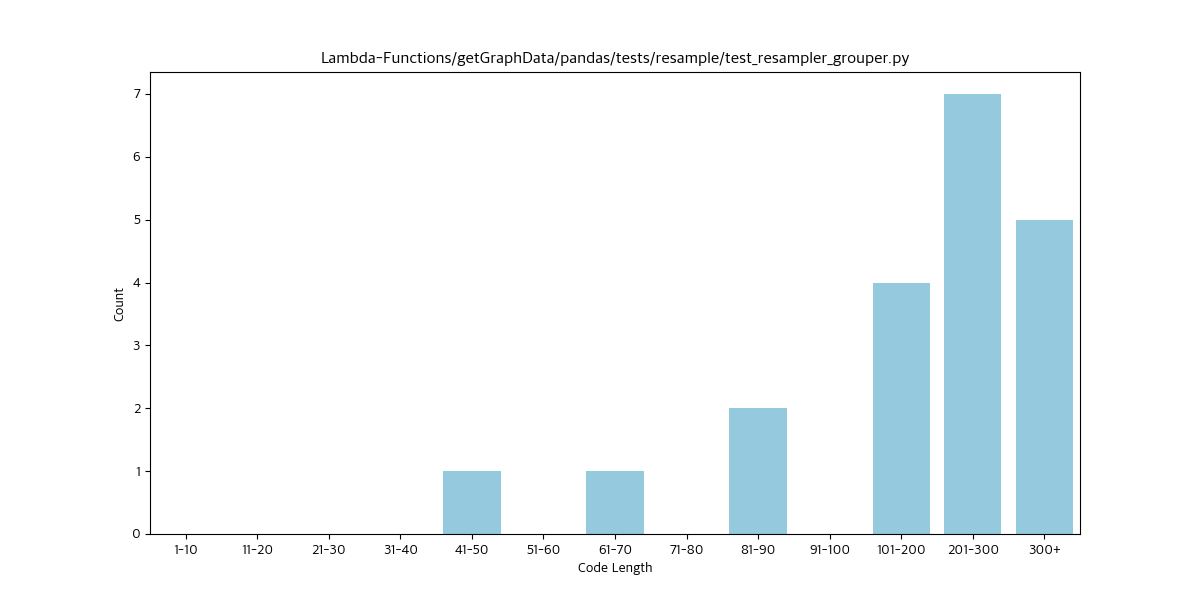 Lambda-Functions/getGraphData/pandas/tests/resample/test_resampler_grouper.py
7
6
5
4
3
2
1
0
Count
1-10 11-20 21-30 31-40 41-50 51-60 61-70 71-80 81-90 91-100 101-200 201-300 300+
Code Length